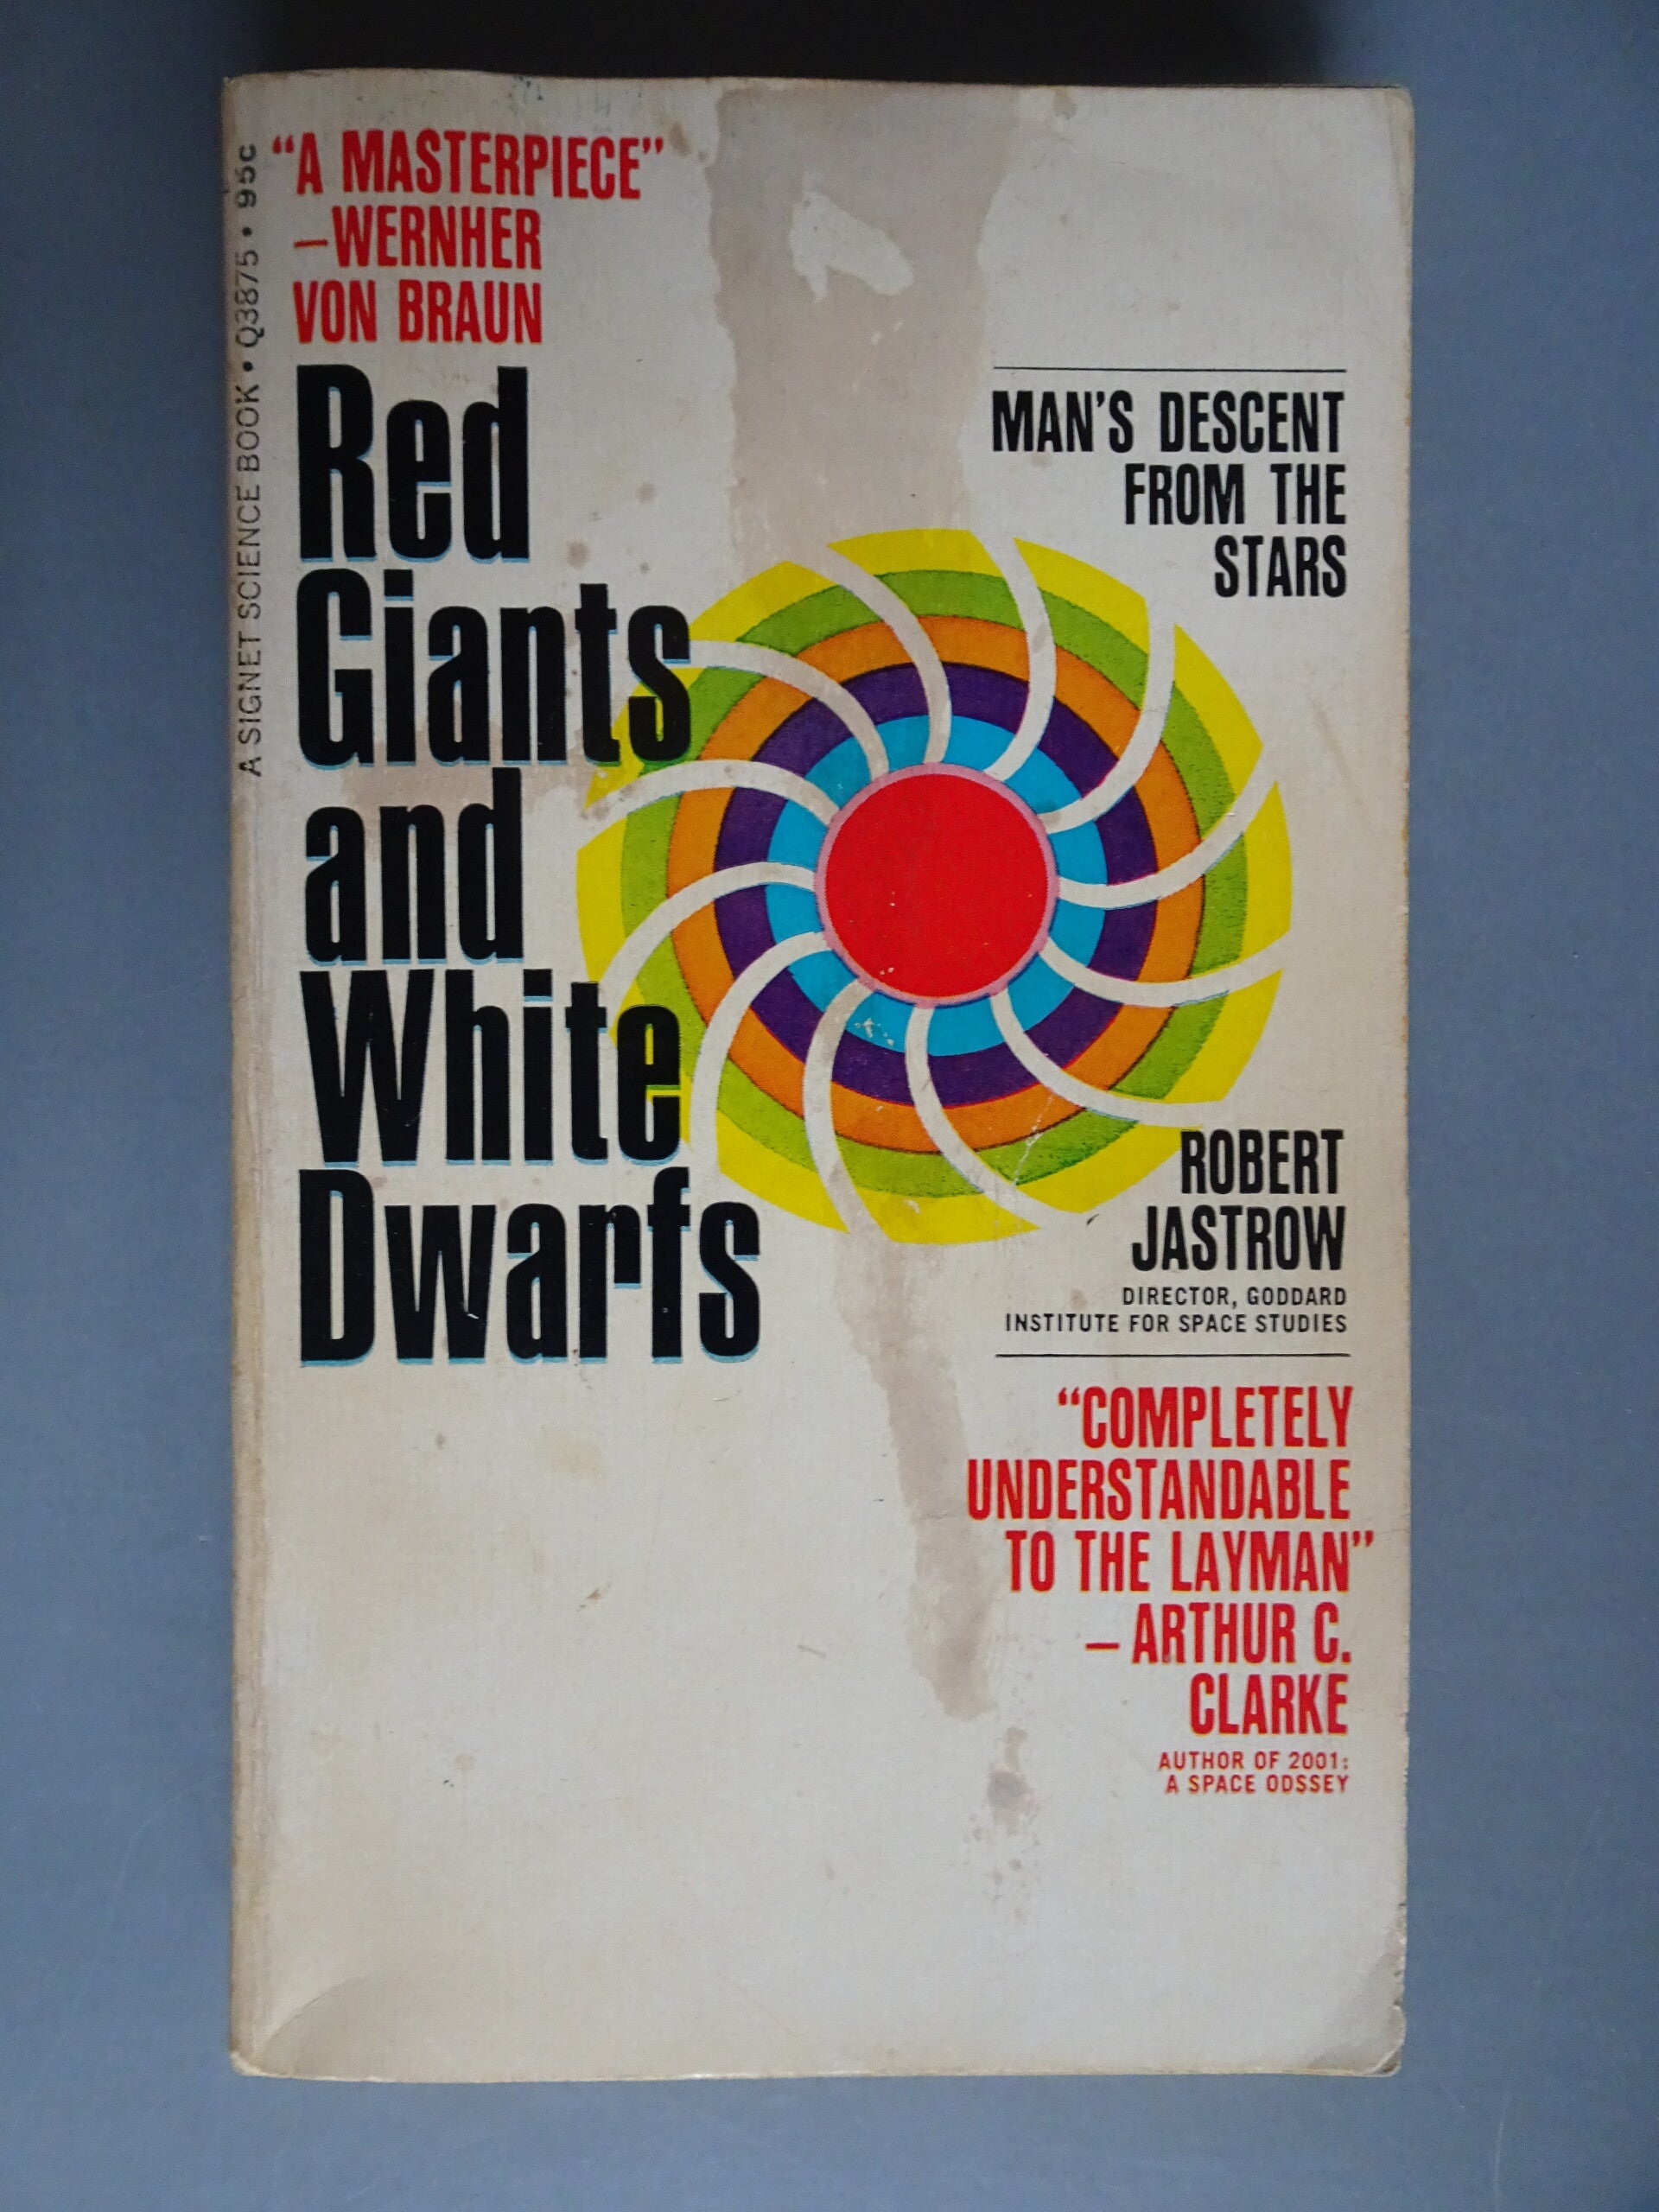 A SIGNET SCIENCE BOOK • Q3875 • 95c
“A MASTERPIECE”
—WERNHER
VON BRAUN
Red
Giants
and
White
Dwarfs
MAN’S DESCENT
FROM THE
STARS
ROBERT
JASTROW
DIRECTOR, GODDARD
INSTITUTE FOR SPACE STUDIES
“COMPLETELY
UNDERSTANDABLE
TO THE LAYMAN”
— ARTHUR C.
CLARKE
AUTHOR OF 2001:
A SPACE ODSSEY